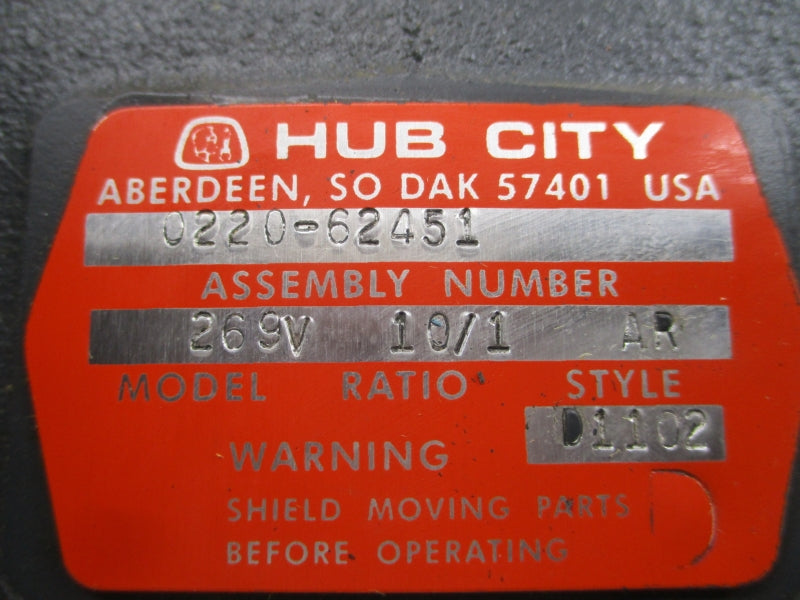 HUB CITY
ABERDEEN, SO DAK 57401 USA
0220-62451
ASSEMBLY NUMBER
269V 10/1 AR
MODEL RATIO STYLE
D1102
WARNING
SHIELD MOVING PARTS
BEFORE OPERATING